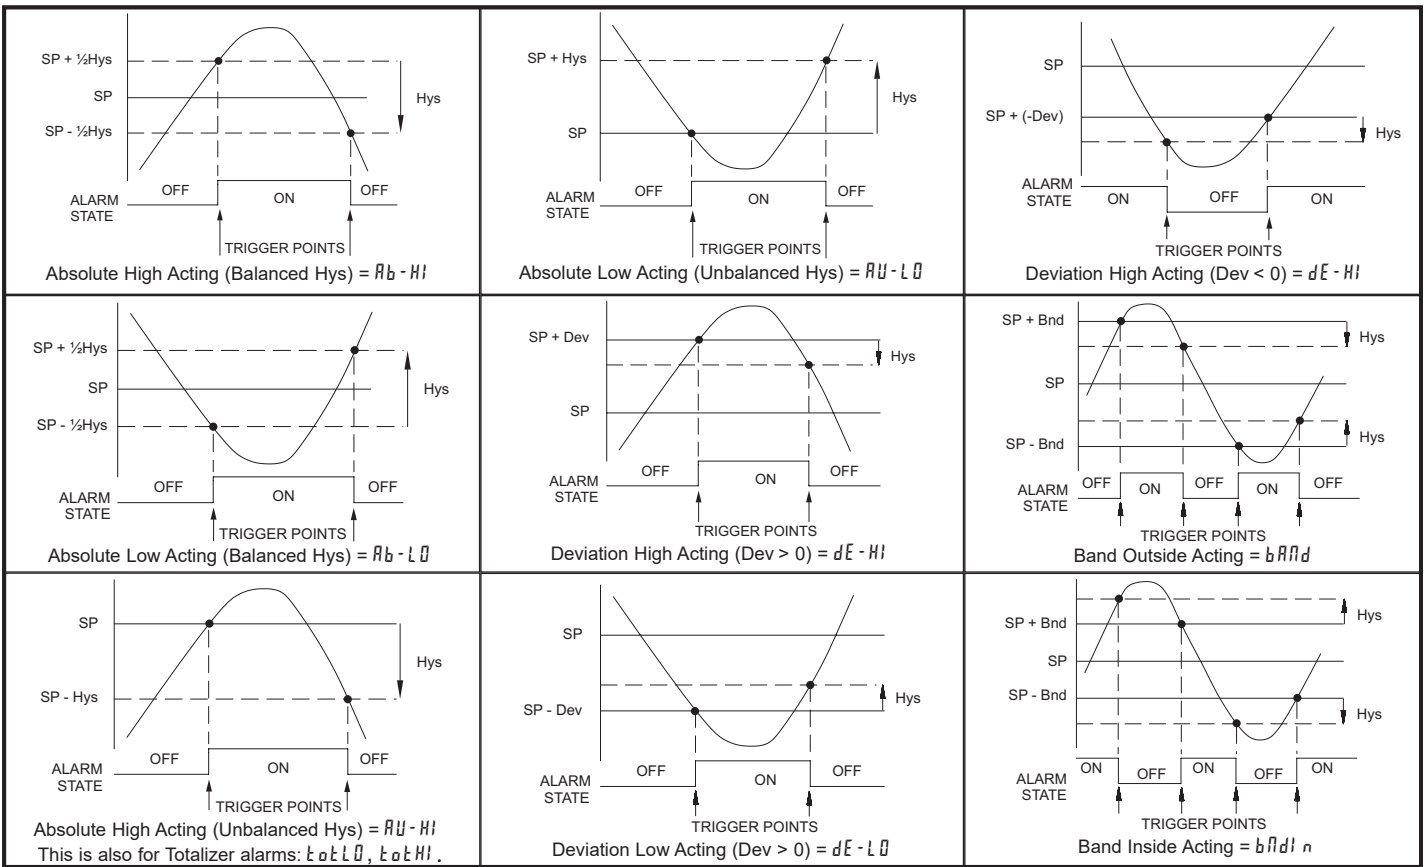 SP + ½Hys
SP
SP - ½Hys
Hys
OFF
ON
OFF
ALARM
STATE
TRIGGER POINTS
Absolute High Acting (Balanced Hys) = Ab-HI
SP + Hys
SP
Hys
OFF
ON
OFF
ALARM
STATE
TRIGGER POINTS
Absolute Low Acting (Unbalanced Hys) = AU-LO
SP
SP + (-Dev)
Hys
ALARM
STATE
ON
OFF
ON
TRIGGER POINTS
Deviation High Acting (Dev < 0) = dE-HI
SP + ½Hys
SP
SP - ½Hys
Hys
OFF
ON
OFF
ALARM
STATE
TRIGGER POINTS
Absolute Low Acting (Balanced Hys) = Ab-LO
SP + Dev
Hys
SP
OFF
ON
OFF
ALARM
STATE
TRIGGER POINTS
Deviation High Acting (Dev > 0) = dE-HI
SP + Bnd
Hys
SP
SP - Bnd
Hys
ALARM
STATE
OFF
ON
OFF
ON
OFF
TRIGGER POINTS
Band Outside Acting = bANd
SP
Hys
SP - Hys
OFF
ON
OFF
ALARM
STATE
TRIGGER POINTS
Absolute High Acting (Unbalanced Hys) = AU-HI
This is also for Totalizer alarms: totLO, totHI.
SP
SP - Dev
Hys
OFF
ON
OFF
ALARM
STATE
TRIGGER POINTS
Deviation Low Acting (Dev > 0) = dE-LO
Hys
SP + Bnd
SP
SP - Bnd
Hys
ON
OFF
ON
OFF
ON
ALARM
STATE
TRIGGER POINTS
Band Inside Acting = bNdIn